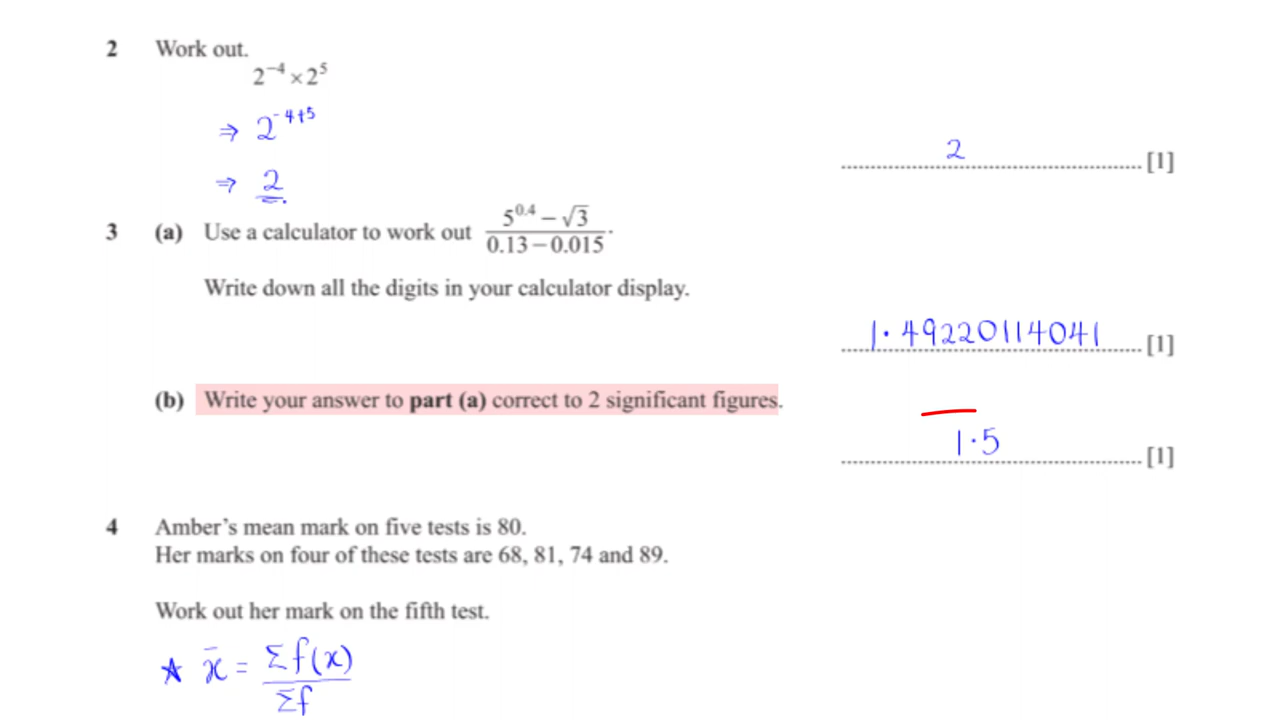 2 Work out.
2⁻⁴ × 2⁵
⇒ 2⁻⁴⁺⁵
2 [1]
⇒ 2
3 (a) Use a calculator to work out (5^0.4 − √3)/(0.13 − 0.015).
Write down all the digits in your calculator display.
1.49220114041 [1]
(b) Write your answer to part (a) correct to 2 significant figures.
1.5 [1]
4 Amber's mean mark on five tests is 80.
Her marks on four of these tests are 68, 81, 74 and 89.
Work out her mark on the fifth test.
★ x̄ = Σf(x)/Σf